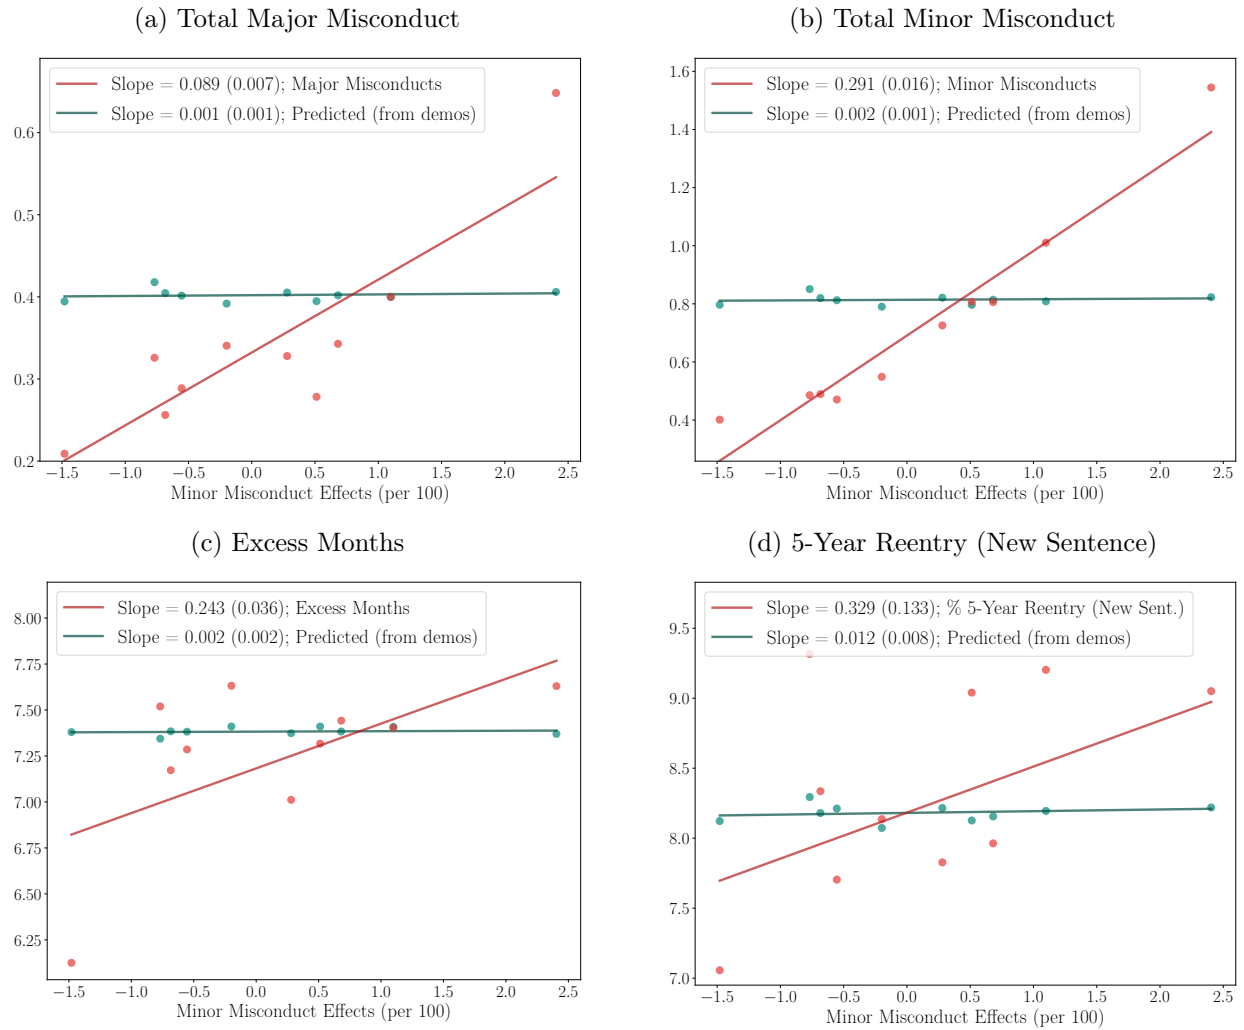 (a) Total Major Misconduct
Slope = 0.089 (0.007); Major Misconducts
Slope = 0.001 (0.001); Predicted (from demos)
0.6
0.5
0.4
0.3
0.2
−1.5 −1.0 −0.5 0.0 0.5 1.0 1.5 2.0 2.5
Minor Misconduct Effects (per 100)
(b) Total Minor Misconduct
Slope = 0.291 (0.016); Minor Misconducts
Slope = 0.002 (0.001); Predicted (from demos)
1.6
1.4
1.2
1.0
0.8
0.6
0.4
−1.5 −1.0 −0.5 0.0 0.5 1.0 1.5 2.0 2.5
Minor Misconduct Effects (per 100)
(c) Excess Months
Slope = 0.243 (0.036); Excess Months
Slope = 0.002 (0.002); Predicted (from demos)
8.00
7.75
7.50
7.25
7.00
6.75
6.50
6.25
−1.5 −1.0 −0.5 0.0 0.5 1.0 1.5 2.0 2.5
Minor Misconduct Effects (per 100)
(d) 5-Year Reentry (New Sentence)
Slope = 0.329 (0.133); % 5-Year Reentry (New Sent.)
Slope = 0.012 (0.008); Predicted (from demos)
9.5
9.0
8.5
8.0
7.5
7.0
−1.5 −1.0 −0.5 0.0 0.5 1.0 1.5 2.0 2.5
Minor Misconduct Effects (per 100)